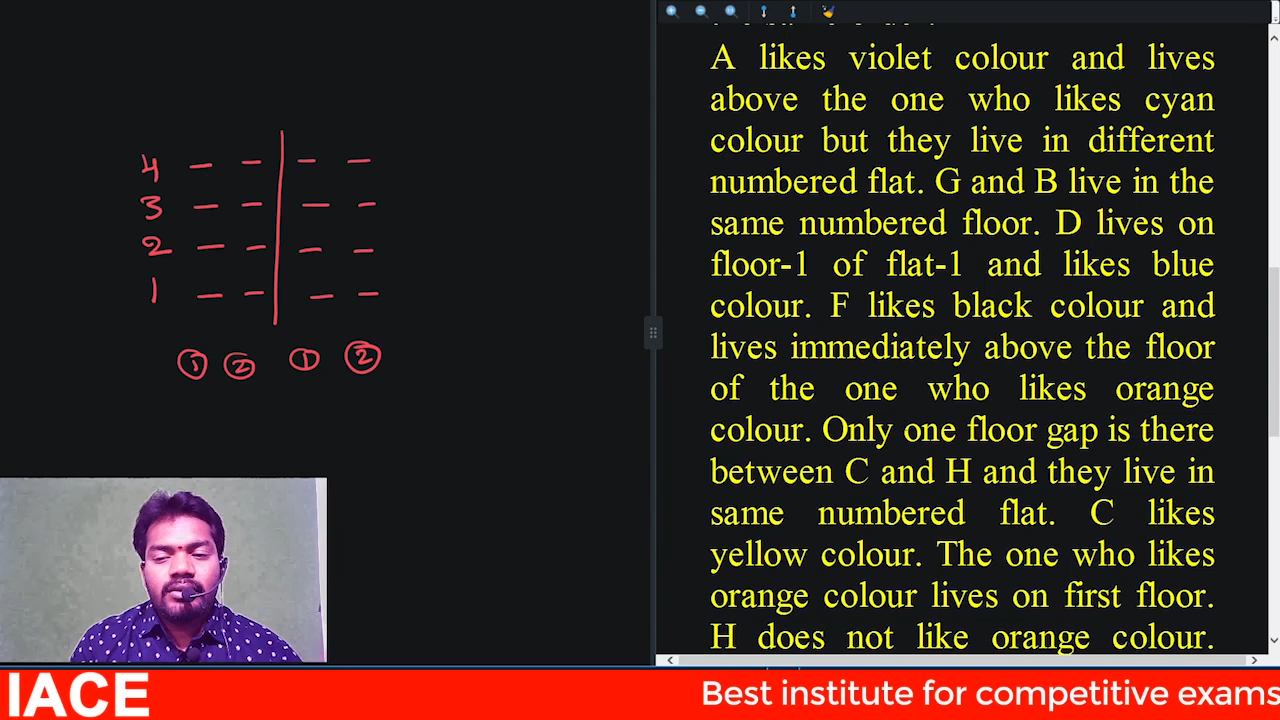 A likes violet colour and lives
above the one who likes cyan
colour but they live in different
numbered flat. G and B live in the
same numbered floor. D lives on
floor-1 of flat-1 and likes blue
colour. F likes black colour and
lives immediately above the floor
of the one who likes orange
colour. Only one floor gap is there
between C and H and they live in
same numbered flat. C likes
yellow colour. The one who likes
orange colour lives on first floor.
H does not like orange colour.
4 – – – –
3 – – – –
2 – – – –
1 – – – –
① ② ① ②
IACE
Best institute for competitive exams